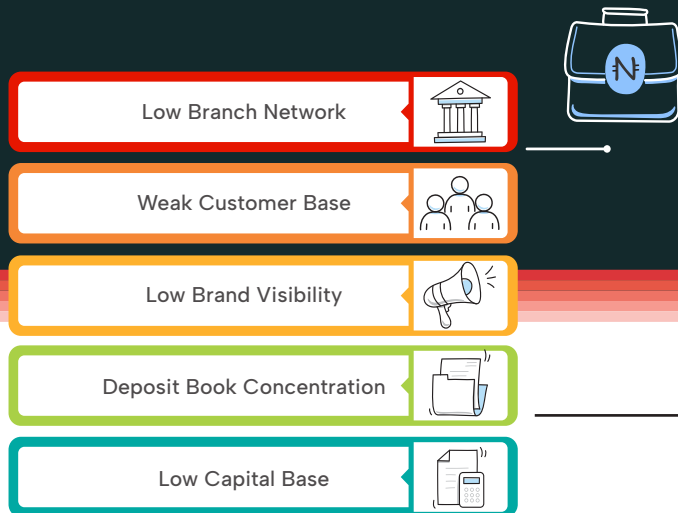 ₦
Low Branch Network
Weak Customer Base
Low Brand Visibility
Deposit Book Concentration
Low Capital Base